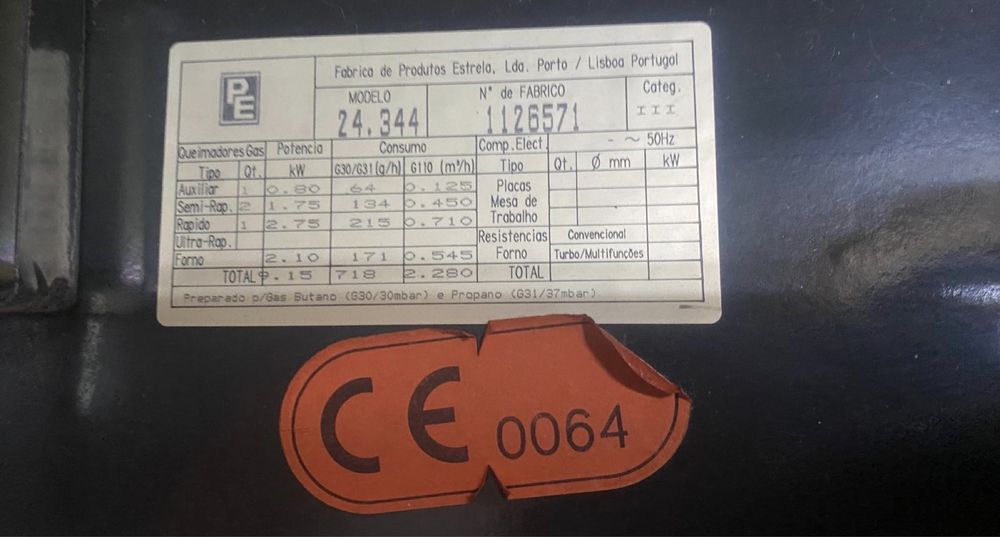 PE
Fabrica de Produtos Estrela, Lda. Porto / Lisboa Portugal
MODELO N° de FABRICO Categ.
24.344 1126571 III
Queimadores Gas Potencia Consumo Comp.Elect. - ~ 50Hz
Tipo Qt. kW G30/G31(g/h) G110 (m³/h) Tipo Qt. Ø mm kW
Auxiliar 1 0.80 64 0.125 Placas
Semi-Rap. 2 1.75 134 0.450 Mesa de
Rapido 1 2.75 215 0.710 Trabalho
Ultra-Rap. Resistencias Convencional
Forno 2.10 171 0.545 Forno Turbo/Multifunções
TOTAL 9.15 718 2.280 TOTAL
Preparado p/Gas Butano (G30/30mbar) e Propano (G31/37mbar)
CE 0064